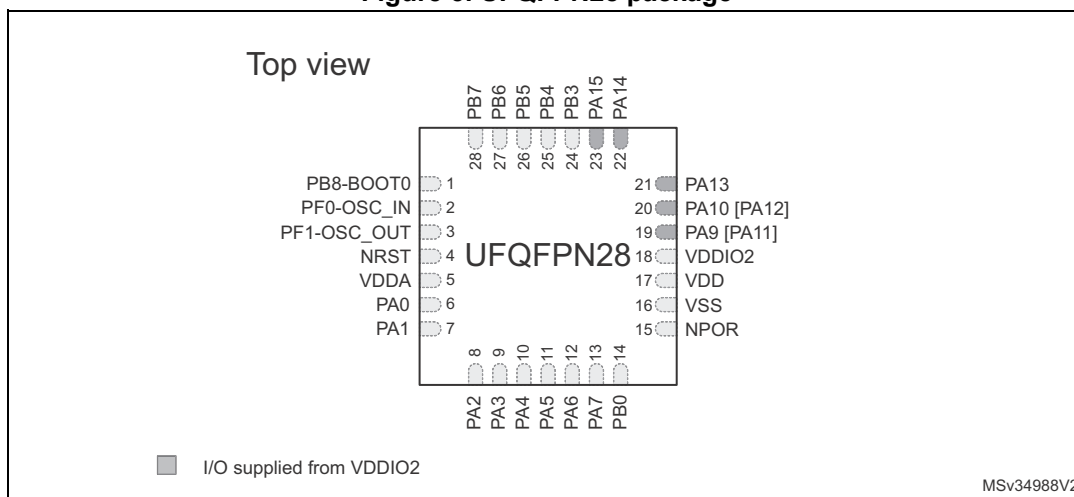 Top view
PB7
PB6
PB5
PB4
PB3
PA15
PA14
28
27
26
25
24
23
22
PB8-BOOT0 1
PF0-OSC_IN 2
PF1-OSC_OUT 3
NRST 4
VDDA 5
PA0 6
PA1 7
UFQFPN28
21 PA13
20 PA10 [PA12]
19 PA9 [PA11]
18 VDDIO2
17 VDD
16 VSS
15 NPOR
8
9
10
11
12
13
14
PA2
PA3
PA4
PA5
PA6
PA7
PB0
I/O supplied from VDDIO2
MSv34988V2